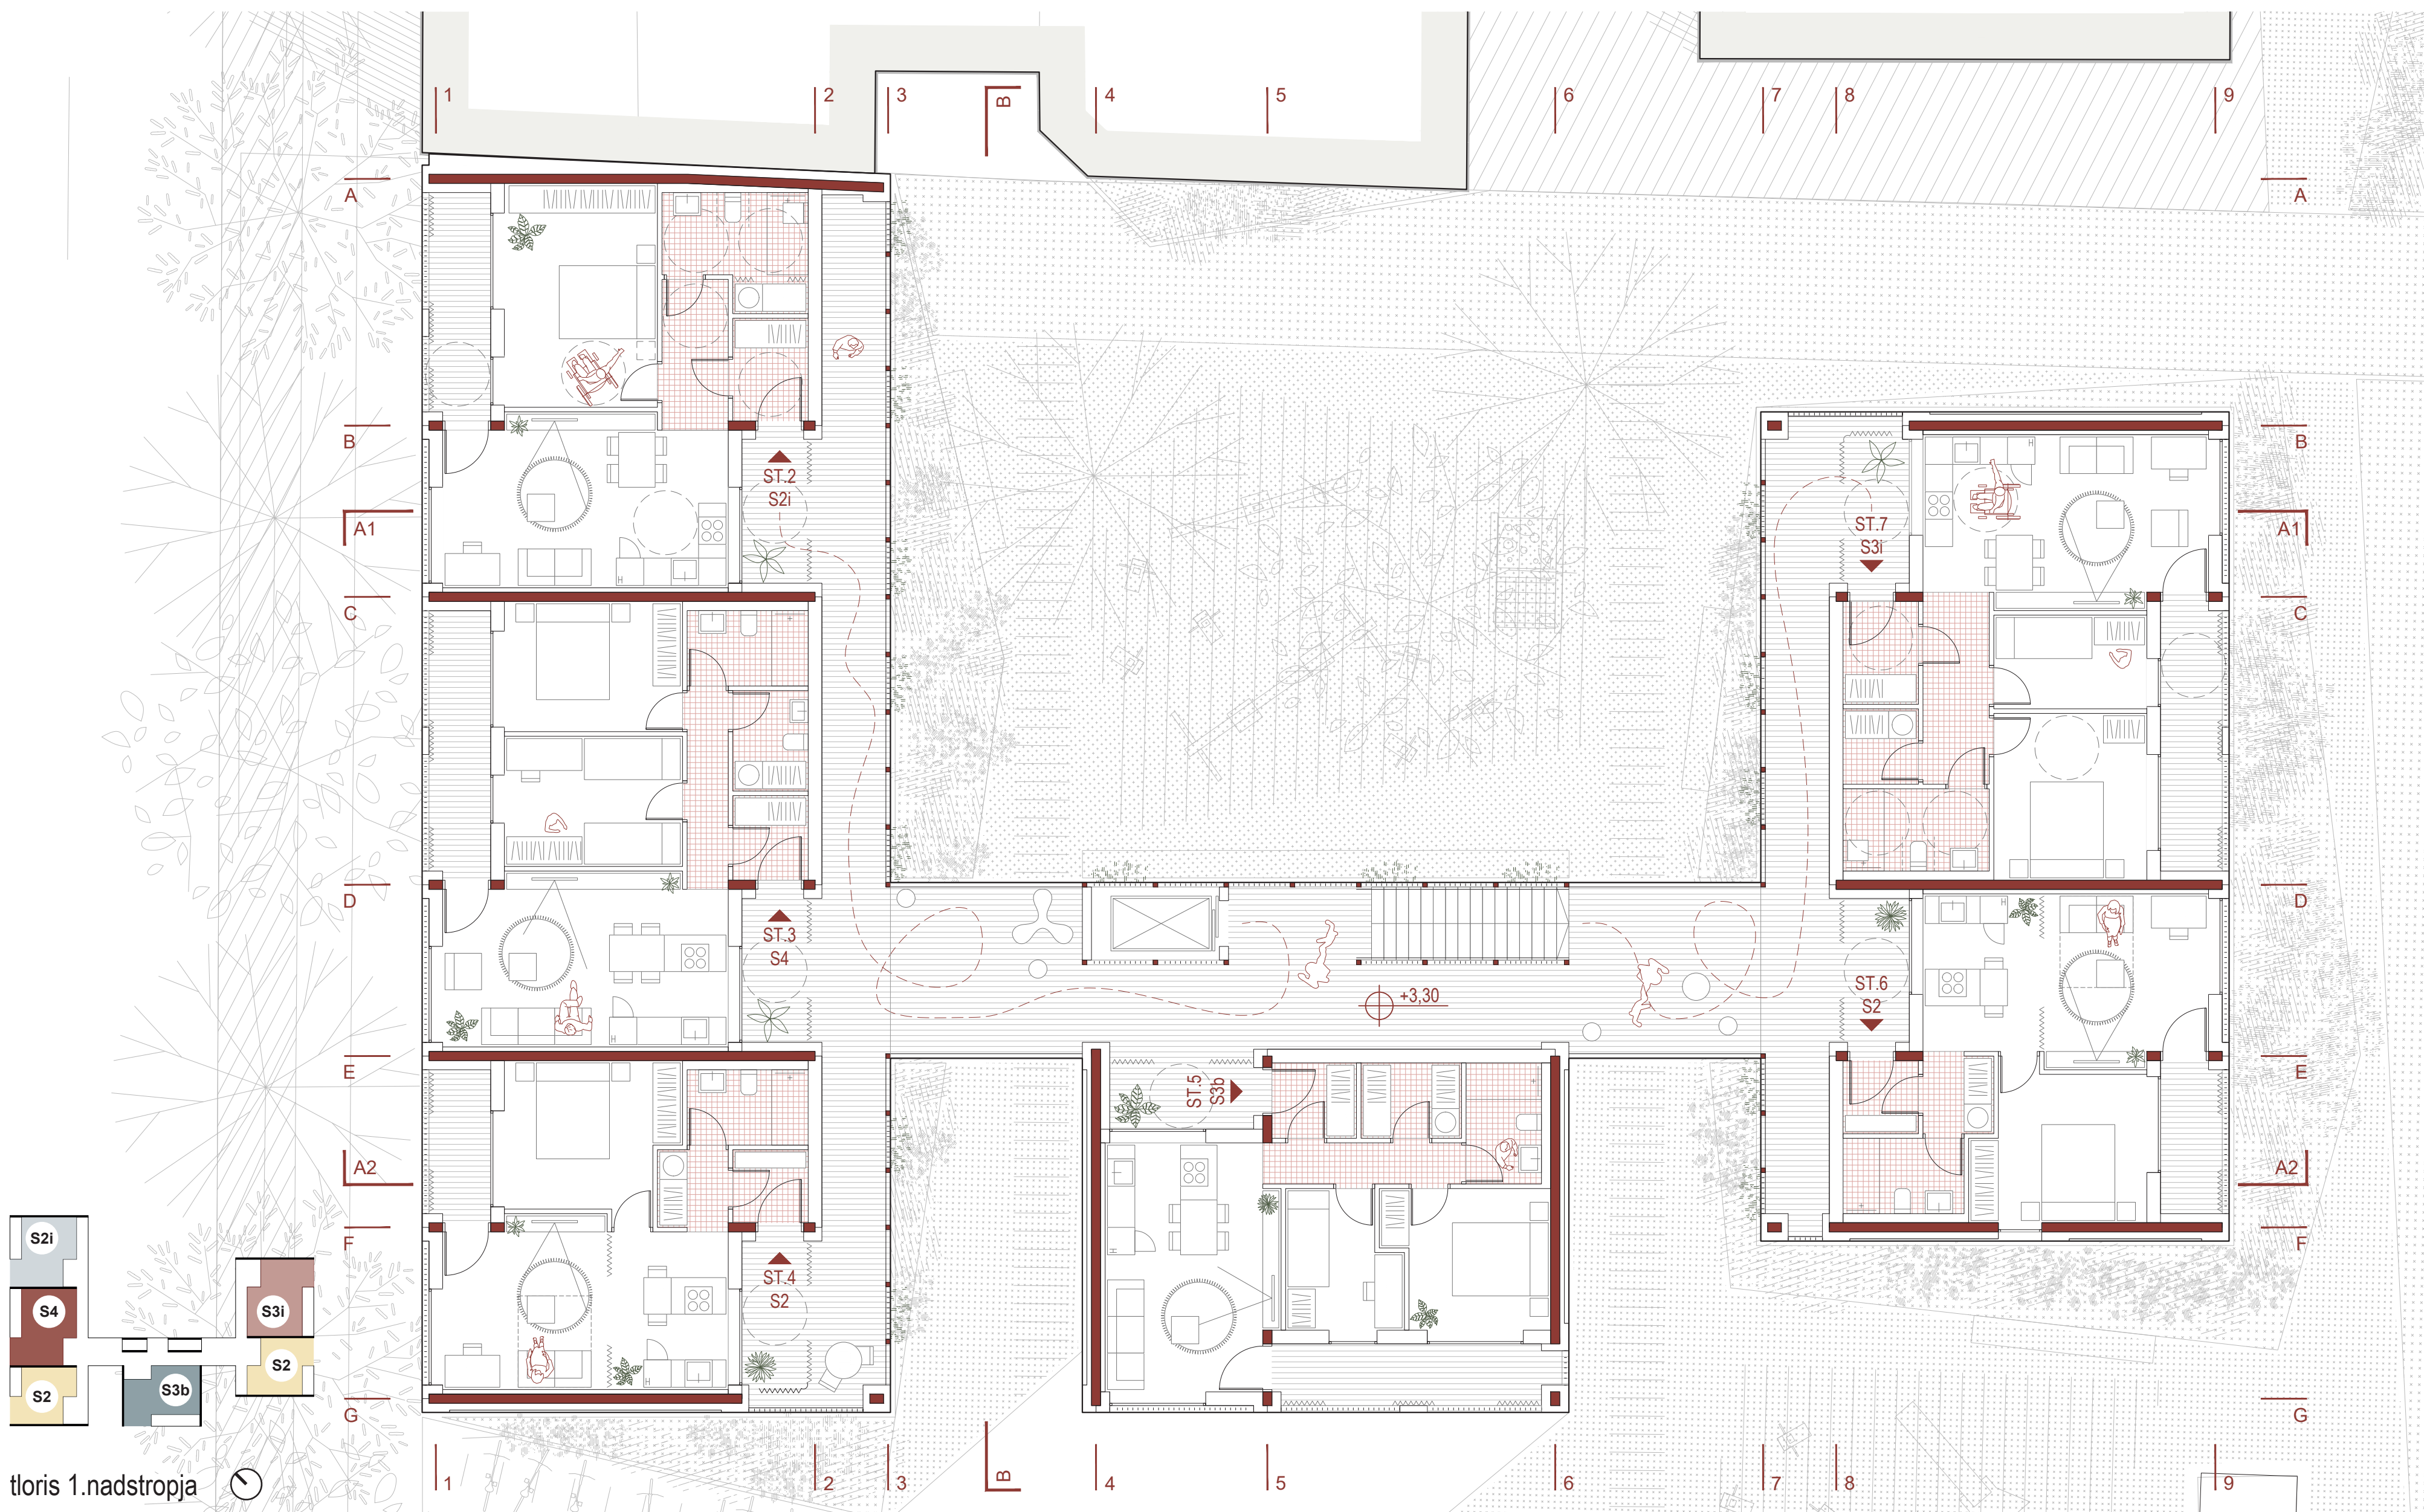 1 2 3 B 4 5 6 7 8 9
A A
B H B
ST.2
S2i
A1 ST.7 A1
S3i
H
C C
D D
ST.3 H
S4
ST.6
+3,30 S2
H
E E
ST.5
S3b
A2 A2
F F
S2i
H
ST.4
S2
S4 S3i
H
S2
S2 S3b
G G
tloris 1.nadstropja
1 2 3 B 4 5 6 7 8 9